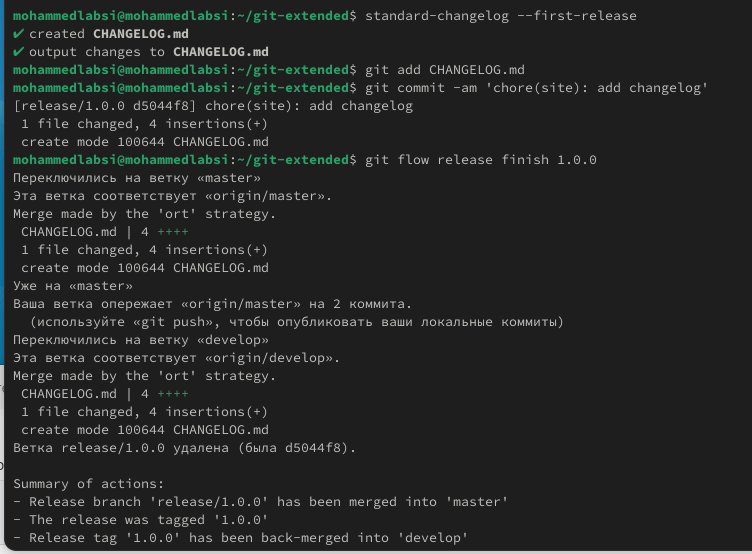 mohammedlabsi@mohammedlabsi:~/git-extended$ standard-changelog --first-release
✔ created CHANGELOG.md
✔ output changes to CHANGELOG.md
mohammedlabsi@mohammedlabsi:~/git-extended$ git add CHANGELOG.md
mohammedlabsi@mohammedlabsi:~/git-extended$ git commit -am 'chore(site): add changelog'
[release/1.0.0 d5044f8] chore(site): add changelog
 1 file changed, 4 insertions(+)
 create mode 100644 CHANGELOG.md
mohammedlabsi@mohammedlabsi:~/git-extended$ git flow release finish 1.0.0
Переключились на ветку «master»
Эта ветка соответствует «origin/master».
Merge made by the 'ort' strategy.
 CHANGELOG.md | 4 ++++
 1 file changed, 4 insertions(+)
 create mode 100644 CHANGELOG.md
Уже на «master»
Ваша ветка опережает «origin/master» на 2 коммита.
  (используйте «git push», чтобы опубликовать ваши локальные коммиты)
Переключились на ветку «develop»
Эта ветка соответствует «origin/develop».
Merge made by the 'ort' strategy.
 CHANGELOG.md | 4 ++++
 1 file changed, 4 insertions(+)
 create mode 100644 CHANGELOG.md
Ветка release/1.0.0 удалена (была d5044f8).

Summary of actions:
- Release branch 'release/1.0.0' has been merged into 'master'
- The release was tagged '1.0.0'
- Release tag '1.0.0' has been back-merged into 'develop'